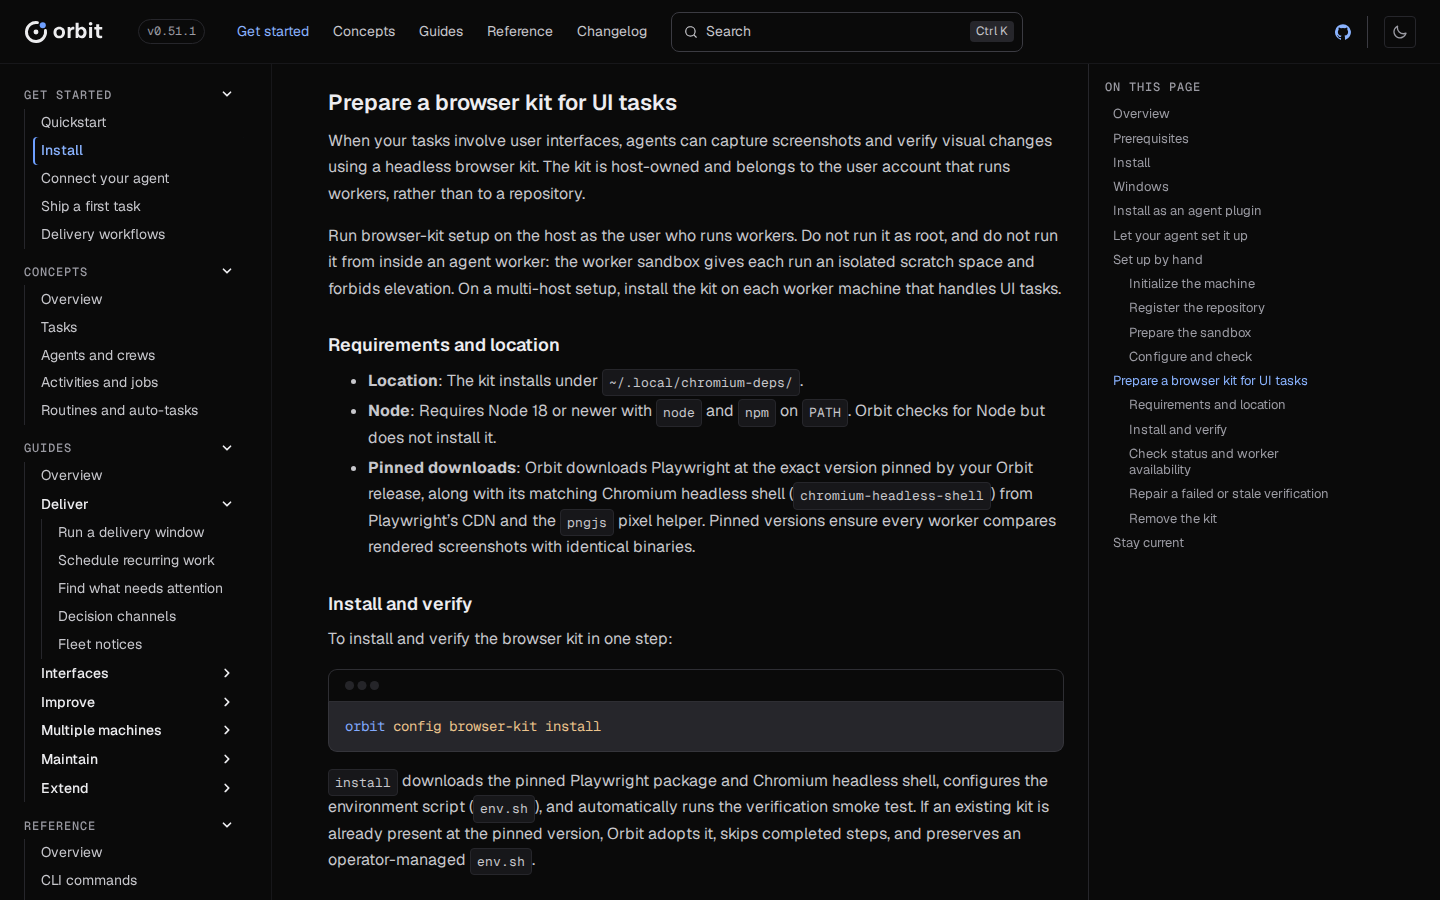 orbit
v0.51.1
Get started
Concepts
Guides
Reference
Changelog
Search
Ctrl K
GET STARTED
Quickstart
Install
Connect your agent
Ship a first task
Delivery workflows
CONCEPTS
Overview
Tasks
Agents and crews
Activities and jobs
Routines and auto-tasks
GUIDES
Overview
Deliver
Run a delivery window
Schedule recurring work
Find what needs attention
Decision channels
Fleet notices
Interfaces
Improve
Multiple machines
Maintain
Extend
REFERENCE
Overview
CLI commands
Prepare a browser kit for UI tasks
When your tasks involve user interfaces, agents can capture screenshots and verify visual changes
using a headless browser kit. The kit is host-owned and belongs to the user account that runs
workers, rather than to a repository.
Run browser-kit setup on the host as the user who runs workers. Do not run it as root, and do not run
it from inside an agent worker: the worker sandbox gives each run an isolated scratch space and
forbids elevation. On a multi-host setup, install the kit on each worker machine that handles UI tasks.
Requirements and location
• Location: The kit installs under ~/.local/chromium-deps/.
• Node: Requires Node 18 or newer with node and npm on PATH. Orbit checks for Node but
does not install it.
• Pinned downloads: Orbit downloads Playwright at the exact version pinned by your Orbit
release, along with its matching Chromium headless shell (chromium-headless-shell) from
Playwright's CDN and the pngjs pixel helper. Pinned versions ensure every worker compares
rendered screenshots with identical binaries.
Install and verify
To install and verify the browser kit in one step:
orbit config browser-kit install
install downloads the pinned Playwright package and Chromium headless shell, configures the
environment script (env.sh), and automatically runs the verification smoke test. If an existing kit is
already present at the pinned version, Orbit adopts it, skips completed steps, and preserves an
operator-managed env.sh.
ON THIS PAGE
Overview
Prerequisites
Install
Windows
Install as an agent plugin
Let your agent set it up
Set up by hand
Initialize the machine
Register the repository
Prepare the sandbox
Configure and check
Prepare a browser kit for UI tasks
Requirements and location
Install and verify
Check status and worker
availability
Repair a failed or stale verification
Remove the kit
Stay current